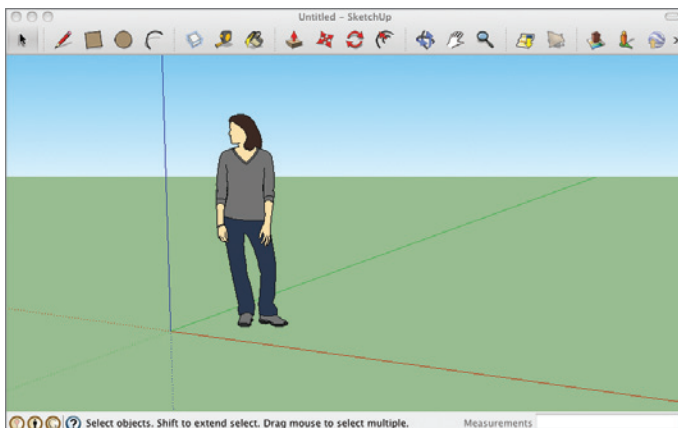 Untitled – SketchUp
Select objects. Shift to extend select. Drag mouse to select multiple.
Measurements